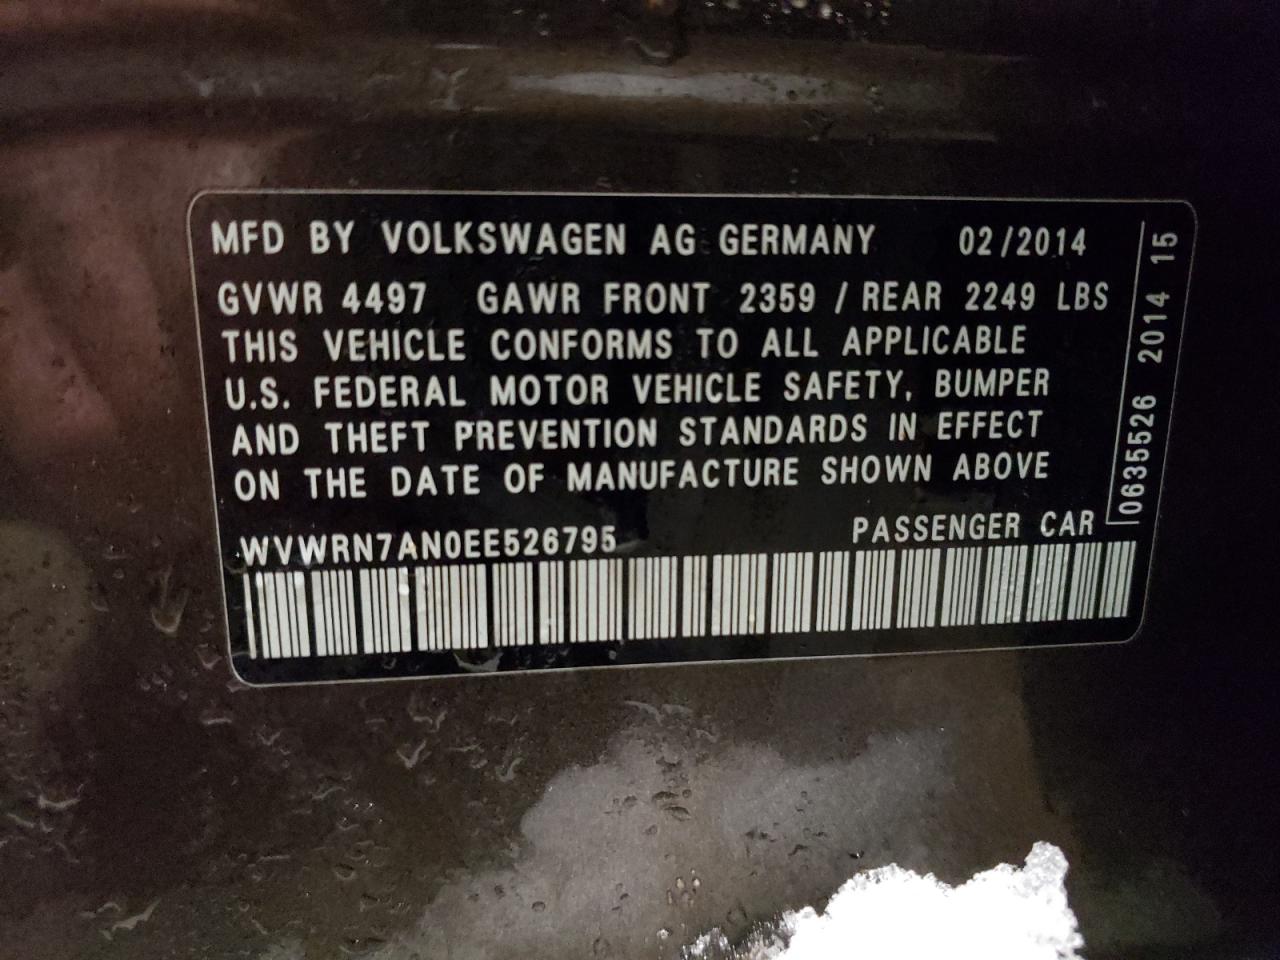 MFD BY VOLKSWAGEN AG GERMANY 02/2014
GVWR 4497 GAWR FRONT 2359 / REAR 2249 LBS
THIS VEHICLE CONFORMS TO ALL APPLICABLE
U.S. FEDERAL MOTOR VEHICLE SAFETY, BUMPER
AND THEFT PREVENTION STANDARDS IN EFFECT
ON THE DATE OF MANUFACTURE SHOWN ABOVE
WVWRN7AN0EE526795 PASSENGER CAR
0635526 2014 15